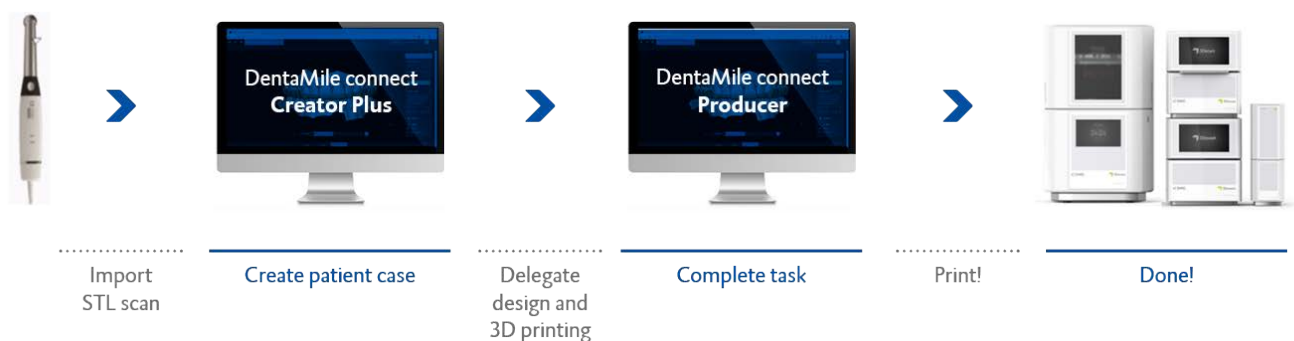 DentaMile connect
Creator Plus
DentaMile connect
Producer
Import
STL scan
Create patient case
Delegate
design and
3D printing
Complete task
Print!
Done!